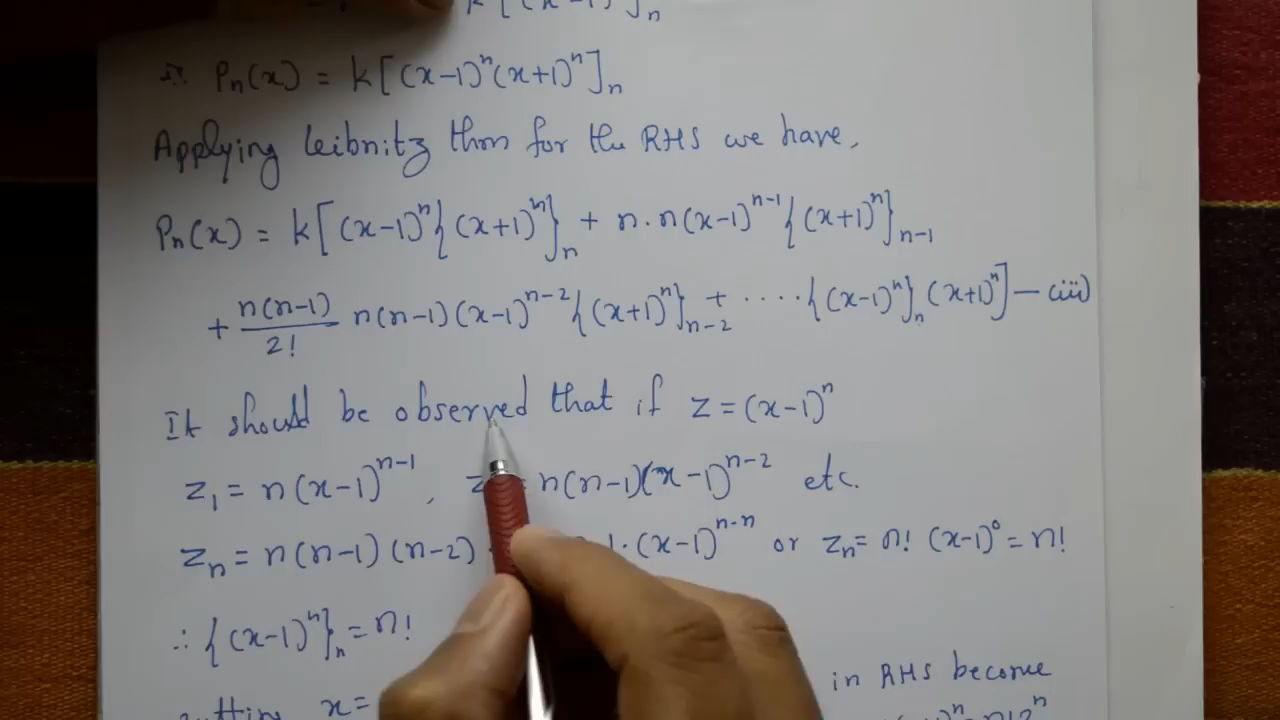 k[(x-1)]ₙ
∴ Pₙ(x) = k[(x-1)ⁿ(x+1)ⁿ]ₙ
Applying leibnitz thm for the RHS we have,
Pₙ(x) = k[(x-1)ⁿ{(x+1)ⁿ}ₙ + n.n(x-1)ⁿ⁻¹{(x+1)ⁿ}ₙ₋₁
+ n(n-1)/2! n(n-1)(x-1)ⁿ⁻²{(x+1)ⁿ}ₙ₋₂ + ....{(x-1)ⁿ}ₙ(x+1)ⁿ] — (iii)
It should be observed that if z = (x-1)ⁿ
z₁ = n(x-1)ⁿ⁻¹, z = n(n-1)(x-1)ⁿ⁻² etc.
zₙ = n(n-1)(n-2) 1.(x-1)ⁿ⁻ⁿ or zₙ = n! (x-1)⁰ = n!
∴ {(x-1)ⁿ}ₙ = n!
x = in RHS become